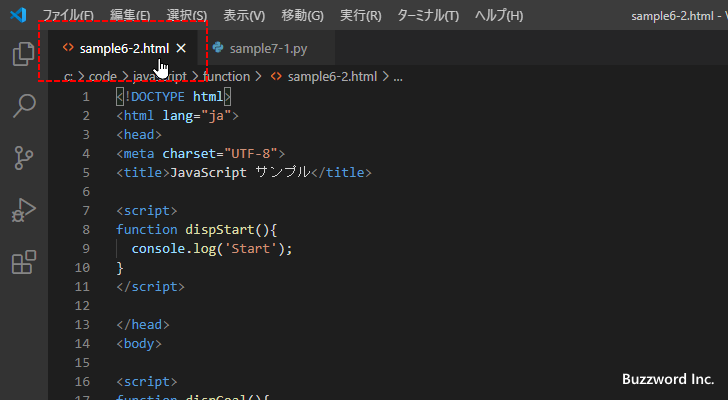 ファイル(F) 編集(E) 選択(S) 表示(V) 移動(G) 実行(R) ターミナル(T) ヘルプ(H) sample6-2.html - V
<> sample6-2.html × sample7-1.py
c: > code > javascript > function > <> sample6-2.html > ...
1 <!DOCTYPE html>
2 <html lang="ja">
3 <head>
4 <meta charset="UTF-8">
5 <title>JavaScript サンプル</title>
6
7 <script>
8 function dispStart(){
9 console.log('Start');
10 }
11 </script>
12
13 </head>
14 <body>
15
16 <script>
17 function dispGoal(){
Buzzword Inc.